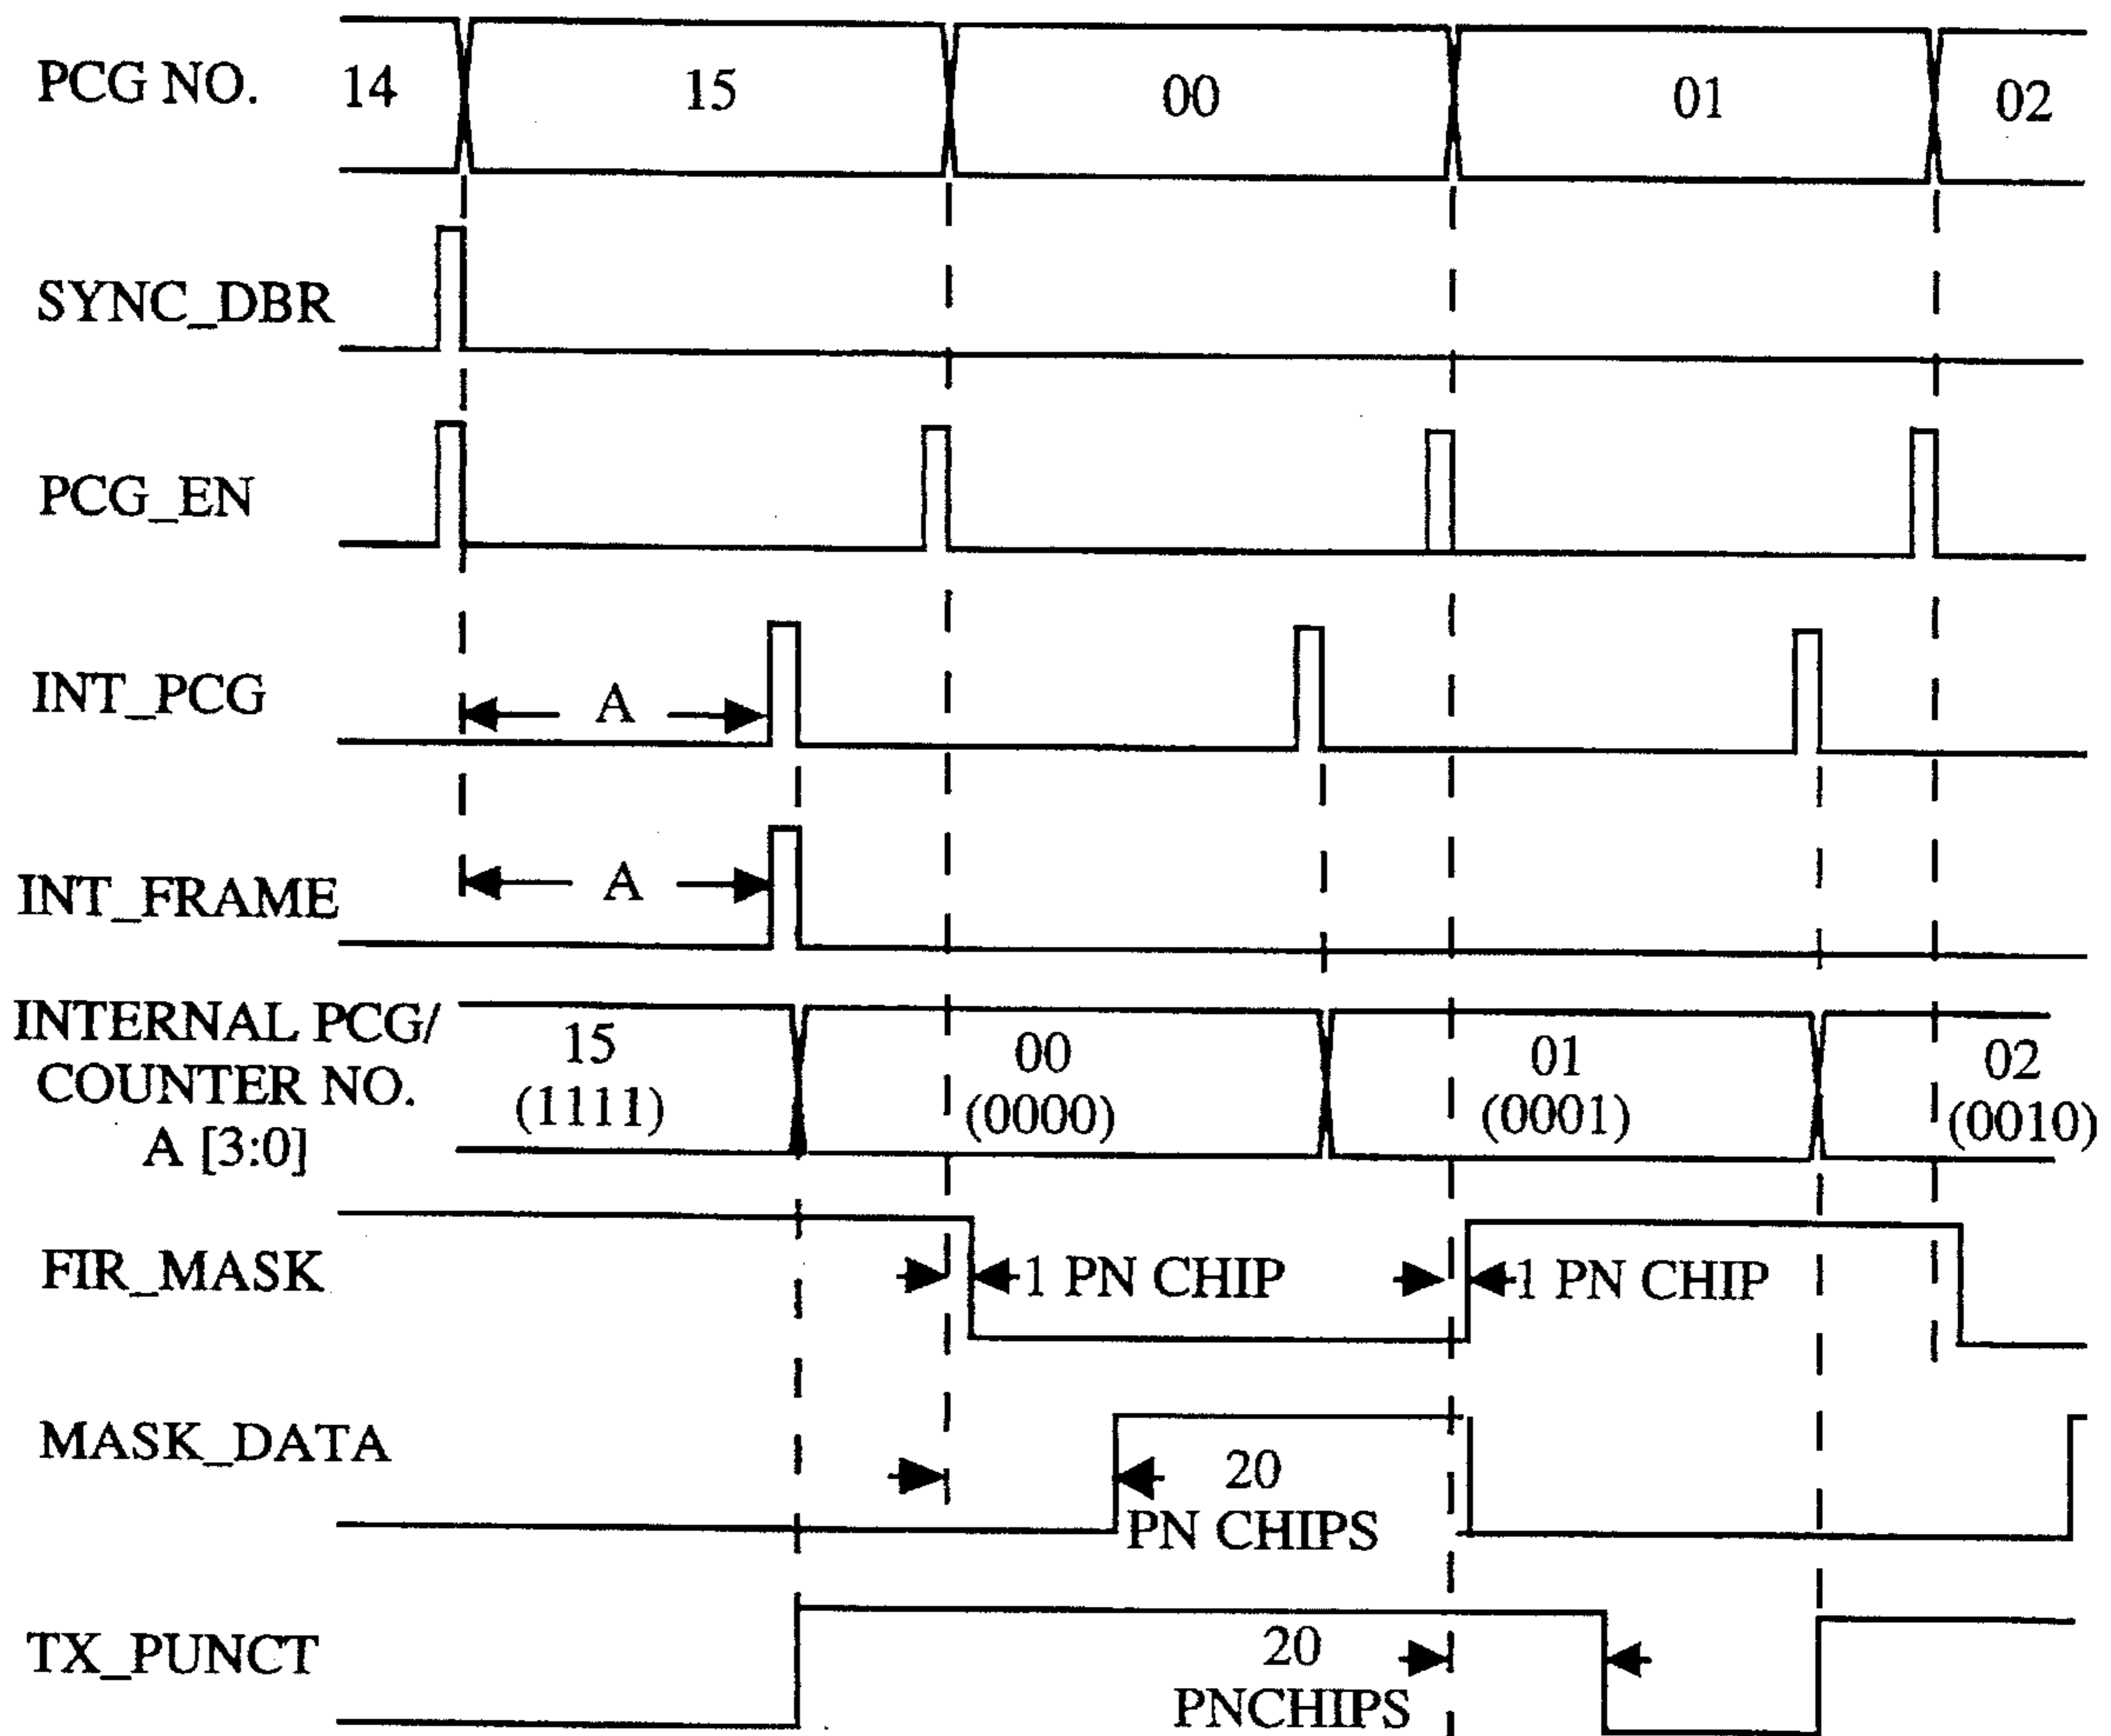 PCG NO. 14 15 00 01 02
SYNC_DBR
PCG_EN
INT_PCG A
INT_FRAME A
INTERNAL PCG/
COUNTER NO.
A [3:0]
15 00 01 02
(1111) (0000) (0001) (0010)
FIR_MASK 1 PN CHIP 1 PN CHIP
MASK_DATA 20
PN CHIPS
TX_PUNCT 20
PNCHIPS